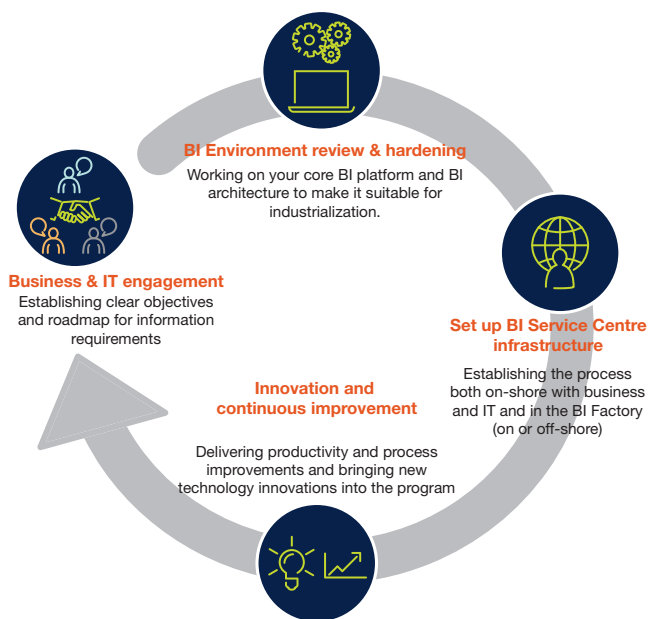 BI Environment review & hardening
Working on your core BI platform and BI
architecture to make it suitable for
industrialization.
Business & IT engagement
Establishing clear objectives
and roadmap for information
requirements
Set up BI Service Centre
infrastructure
Establishing the process
both on-shore with business
and IT and in the BI Factory
(on or off-shore)
Innovation and
continuous improvement
Delivering productivity and process
improvements and bringing new
technology innovations into the program